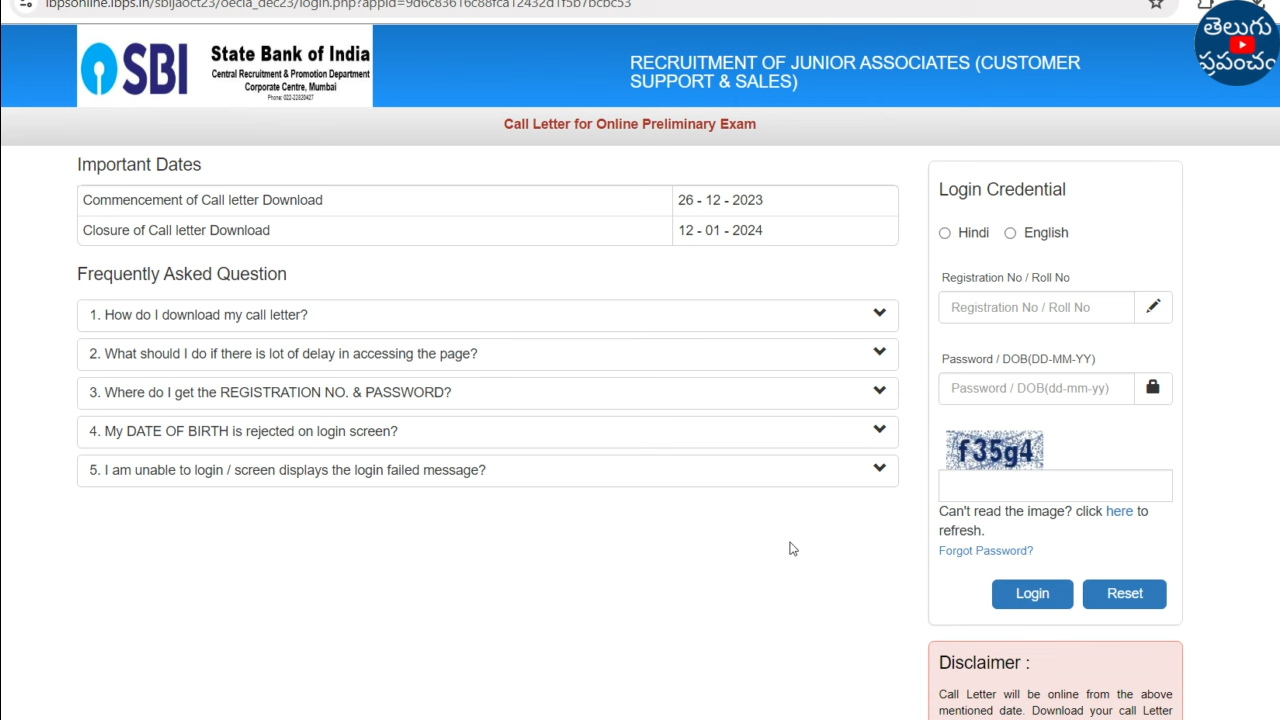 ibpsonline.ibps.in/sbijaoct23/oecla_dec23/login.php?appid=9d6c83616c88fca12432d1f5b7bcbc53
తెలుగు
ప్రపంచం
SBI
State Bank of India
Central Recruitment & Promotion Department
Corporate Centre, Mumbai
Phone: 022-22820427
RECRUITMENT OF JUNIOR ASSOCIATES (CUSTOMER
SUPPORT & SALES)
Call Letter for Online Preliminary Exam
Important Dates
Commencement of Call letter Download 26 - 12 - 2023
Closure of Call letter Download 12 - 01 - 2024
Frequently Asked Question
1. How do I download my call letter?
2. What should I do if there is lot of delay in accessing the page?
3. Where do I get the REGISTRATION NO. & PASSWORD?
4. My DATE OF BIRTH is rejected on login screen?
5. I am unable to login / screen displays the login failed message?
Login Credential
Hindi English
Registration No / Roll No
Registration No / Roll No
Password / DOB(DD-MM-YY)
Password / DOB(dd-mm-yy)
f35g4
Can't read the image? click here to
refresh.
Forgot Password?
Login Reset
Disclaimer :
Call Letter will be online from the above
mentioned date. Download your call Letter